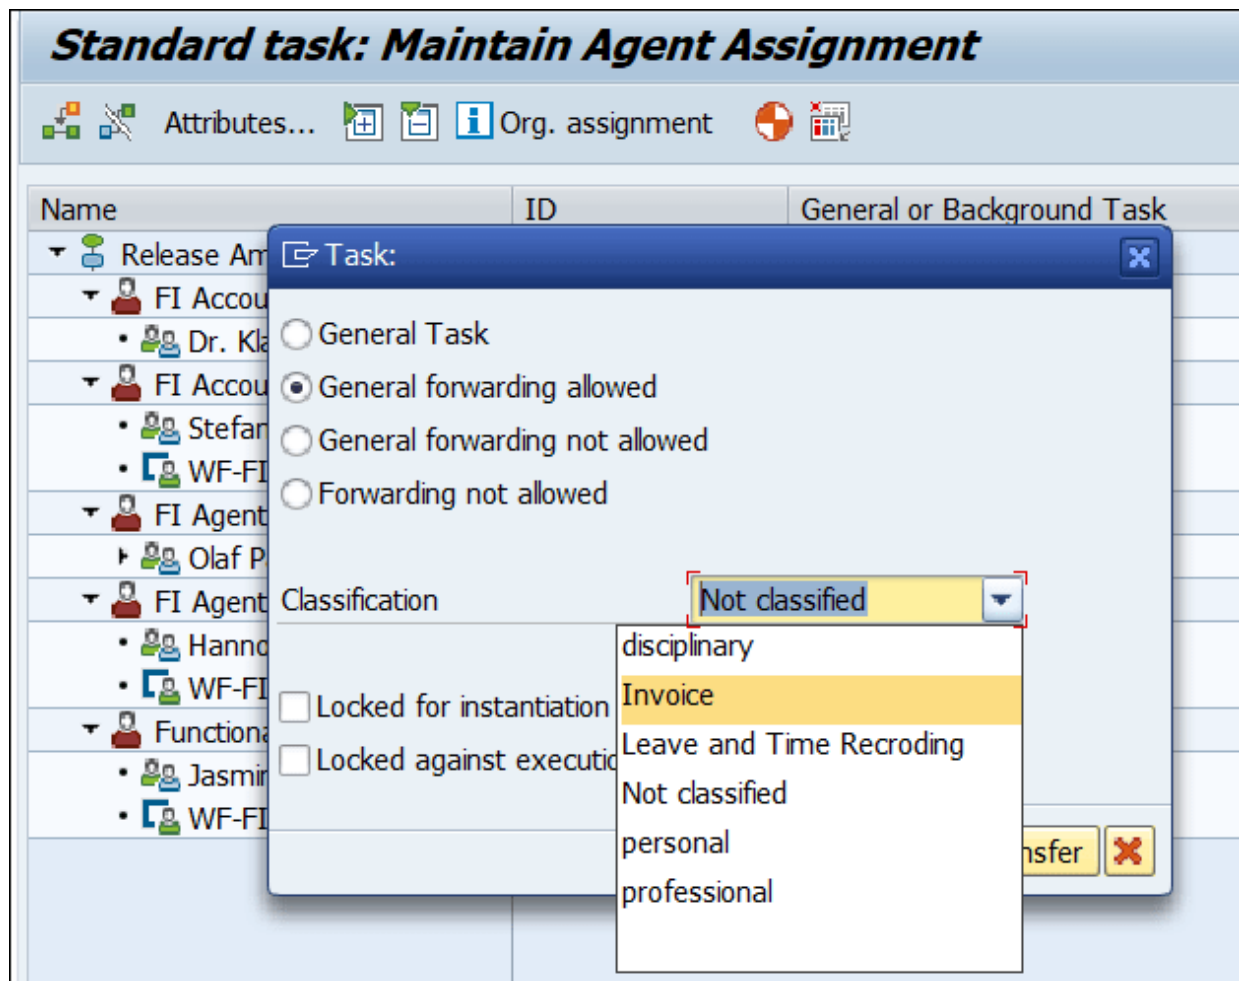 Standard task: Maintain Agent Assignment
Attributes... Org. assignment
Name ID General or Background Task
Release Am
Task:
FI Accou
General Task
Dr. Kla
FI Accou
General forwarding allowed
Stefan
General forwarding not allowed
WF-FI
Forwarding not allowed
FI Agent
Olaf P
FI Agent
Classification Not classified
Hanno
disciplinary
WF-FI
Invoice
Locked for instantiation
Functiona
Leave and Time Recroding
Locked against executio
Jasmin
Not classified
WF-FI
personal
nsfer
professional